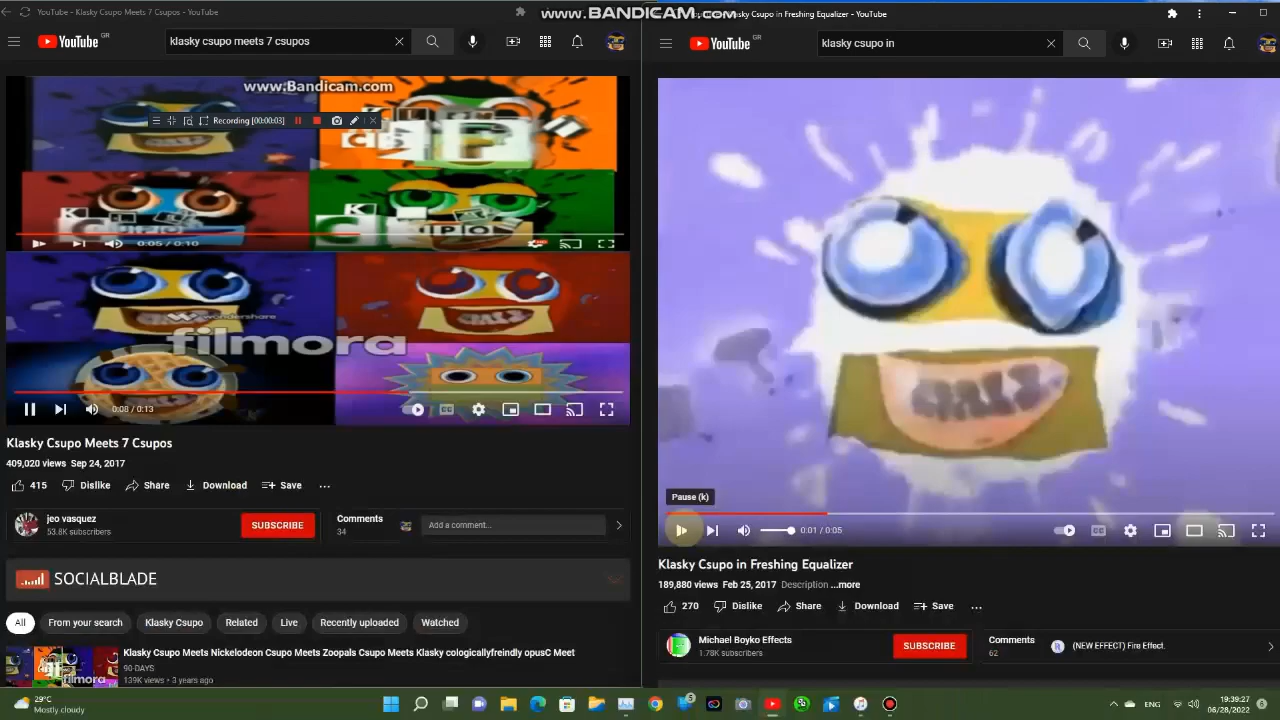 YouTube - Klasky Csupo Meets 7 Csupos - YouTube
YouTube GR
klasky csupo meets 7 csupos
www.BANDICAM.com
Klasky Csupo in Freshing Equalizer - YouTube
YouTube GR
klasky csupo in
www.Bandicam.com
Recording [00:00:03]
0:05 / 0:10
wondershare
filmora
0:08 / 0:13
Klasky Csupo Meets 7 Csupos
409,020 views Sep 24, 2017
415 Dislike Share Download Save ...
jeo vasquez
53.8K subscribers
SUBSCRIBE
Comments
34
Add a comment...
SOCIALBLADE
All From your search Klasky Csupo Related Live Recently uploaded Watched
Klasky Csupo Meets Nickelodeon Csupo Meets Zoopals Csupo Meets Klasky cologicallyfreindly opusC Meet
90 DAYS
139K views • 3 years ago
filmora
Pause (k)
0:01 / 0:05
Klasky Csupo in Freshing Equalizer
189,880 views Feb 25, 2017 Description ...more
270 Dislike Share Download Save ...
Michael Boyko Effects
1.78K subscribers
SUBSCRIBE
Comments
62
R (NEW EFFECT) Fire Effect.
29°C
Mostly cloudy
5
ENG
19:39:27
06/28/2022